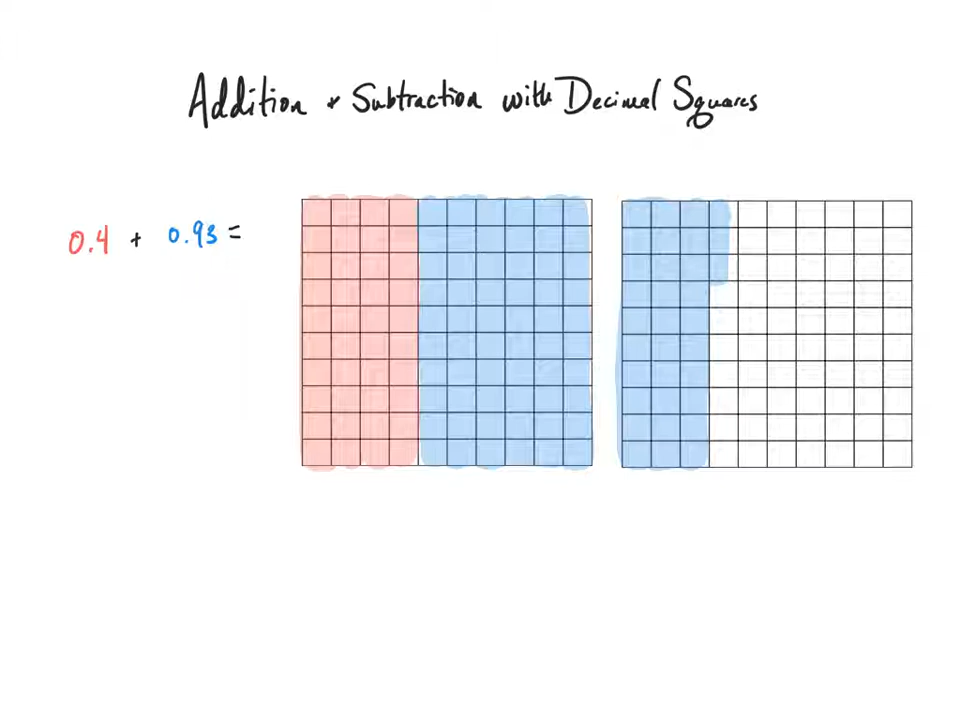 Addition + Subtraction with Decimal Squares
0.4 + 0.93 =